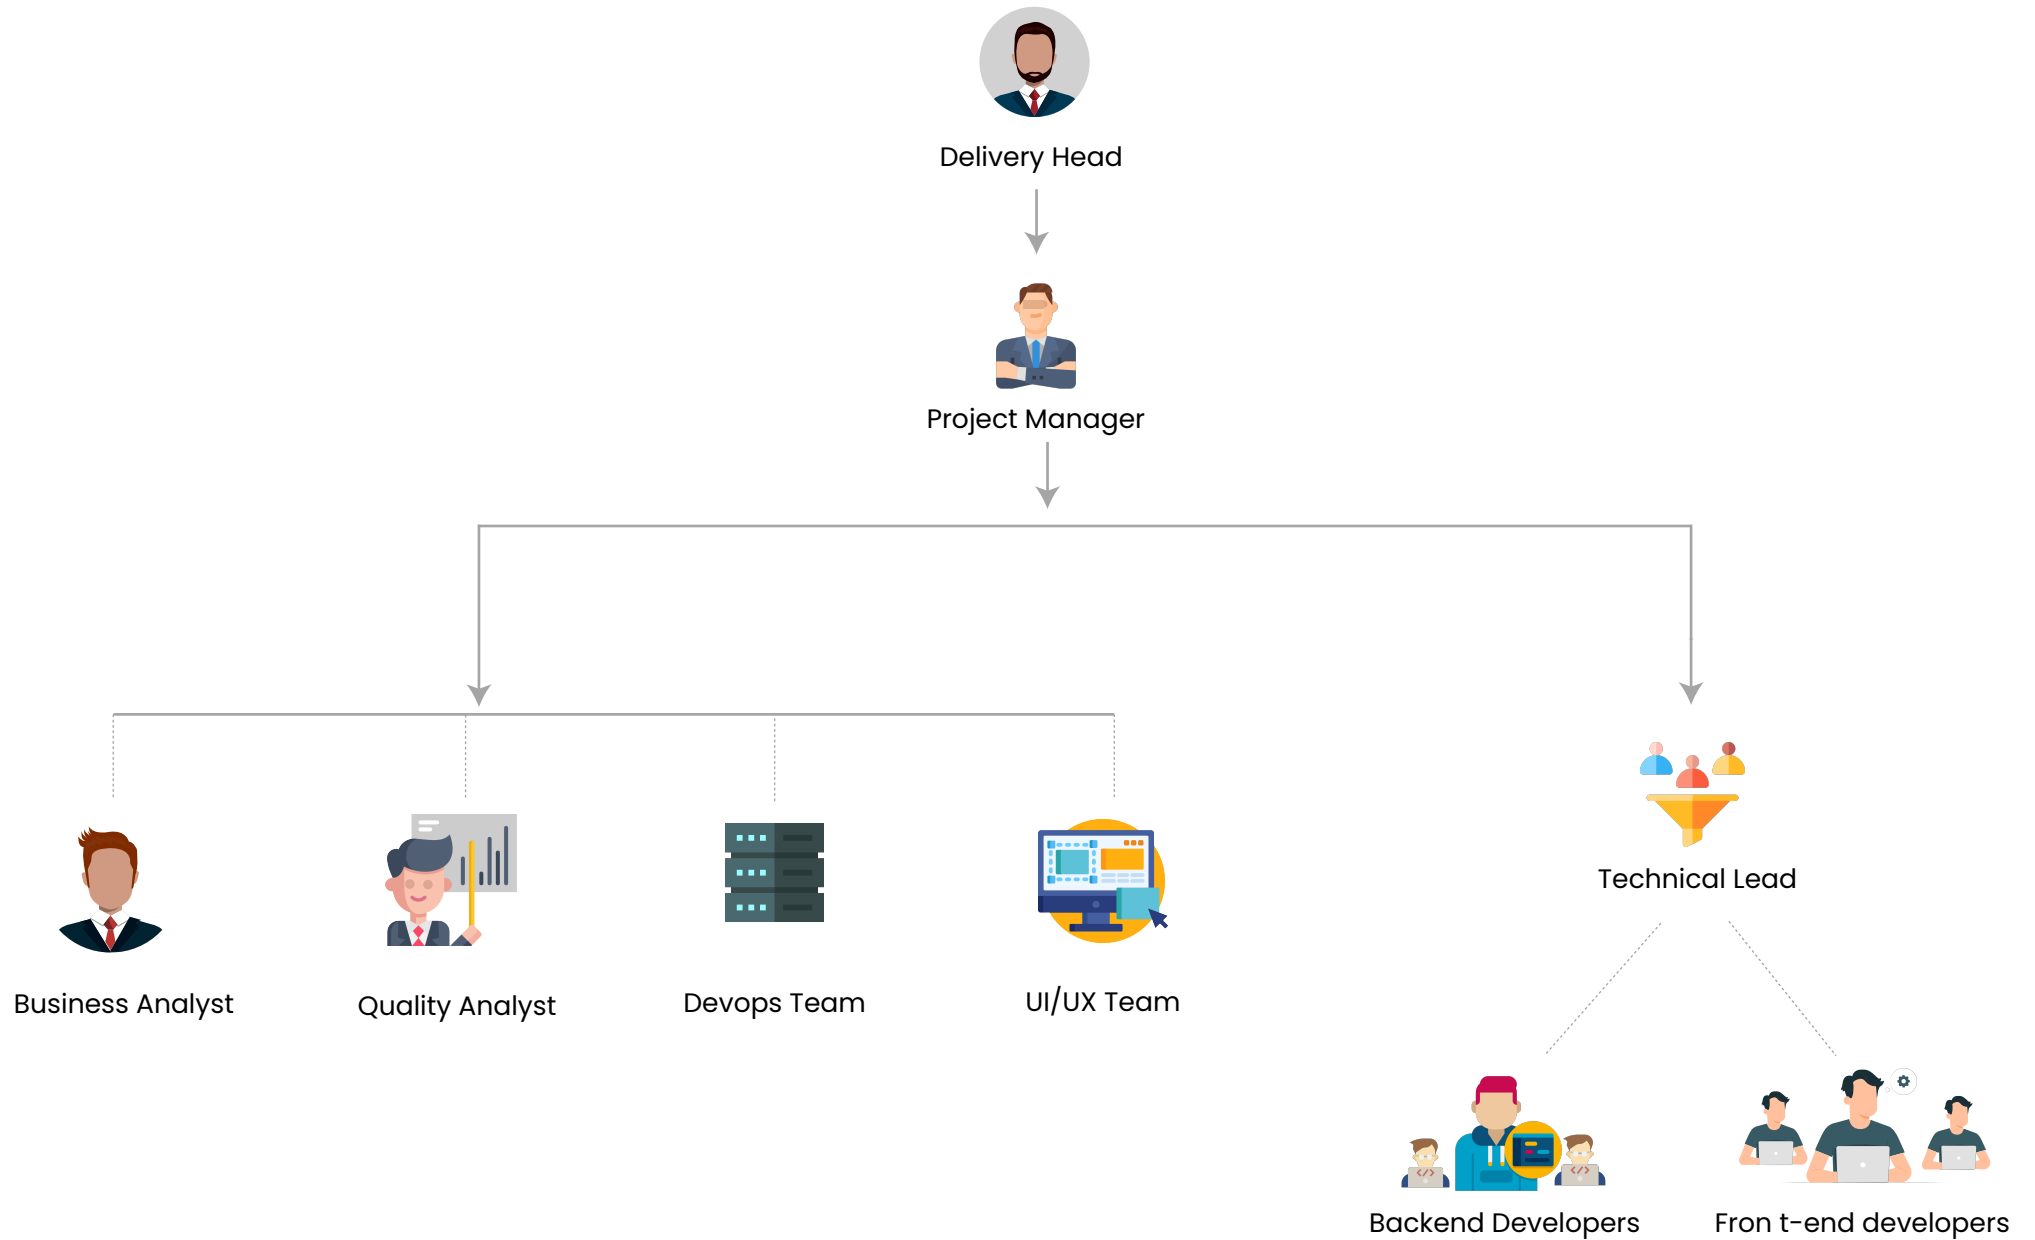 Delivery Head
Project Manager
Technical Lead
Business Analyst
Quality Analyst
Devops Team
UI/UX Team
Backend Developers
Fron t-end developers